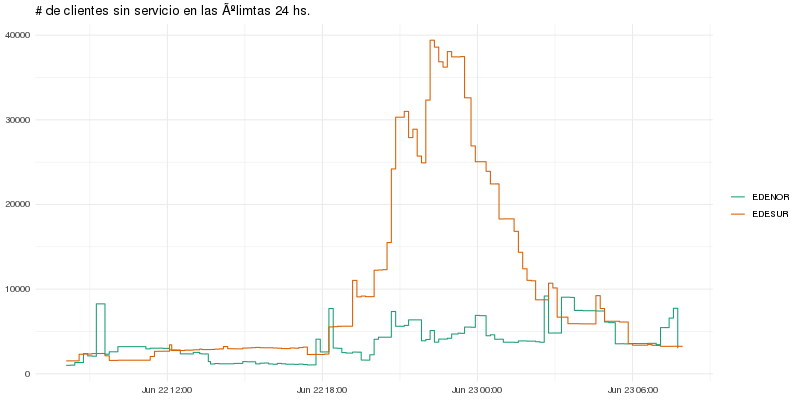 # de clientes sin servicio en las Ãºlimtas 24 hs.
40000
30000
20000
10000
0
Jun 22 12:00
Jun 22 18:00
Jun 23 00:00
Jun 23 06:00
EDENOR
EDESUR